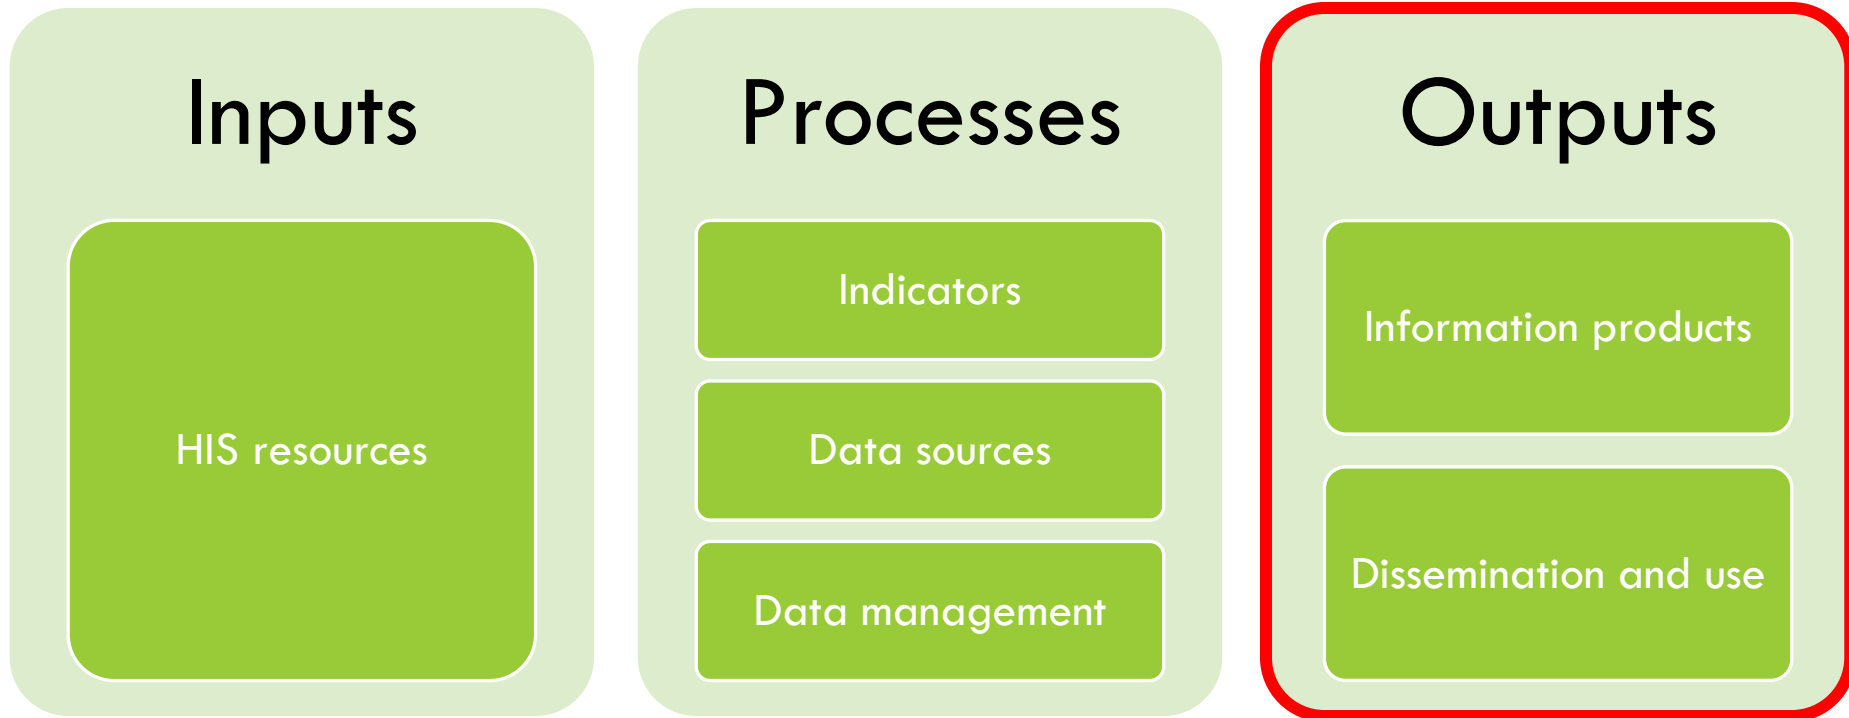 Inputs
HIS resources
Processes
Indicators
Data sources
Data management
Outputs
Information products
Dissemination and use